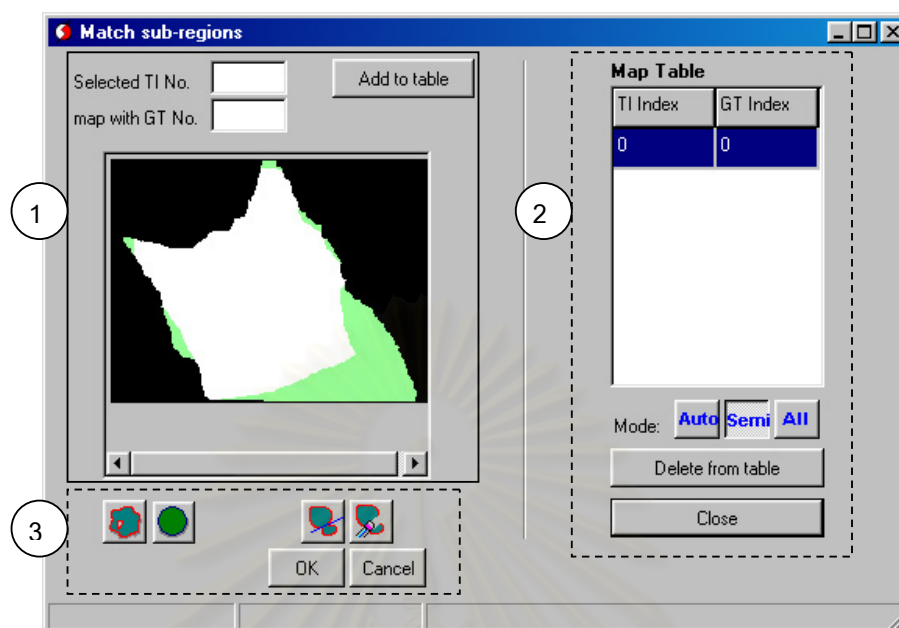 Match sub-regions
Selected TI No.
Add to table
map with GT No.
1
OK
Cancel
3
2
Map Table
TI Index GT Index
0 0
Mode: Auto Semi All
Delete from table
Close